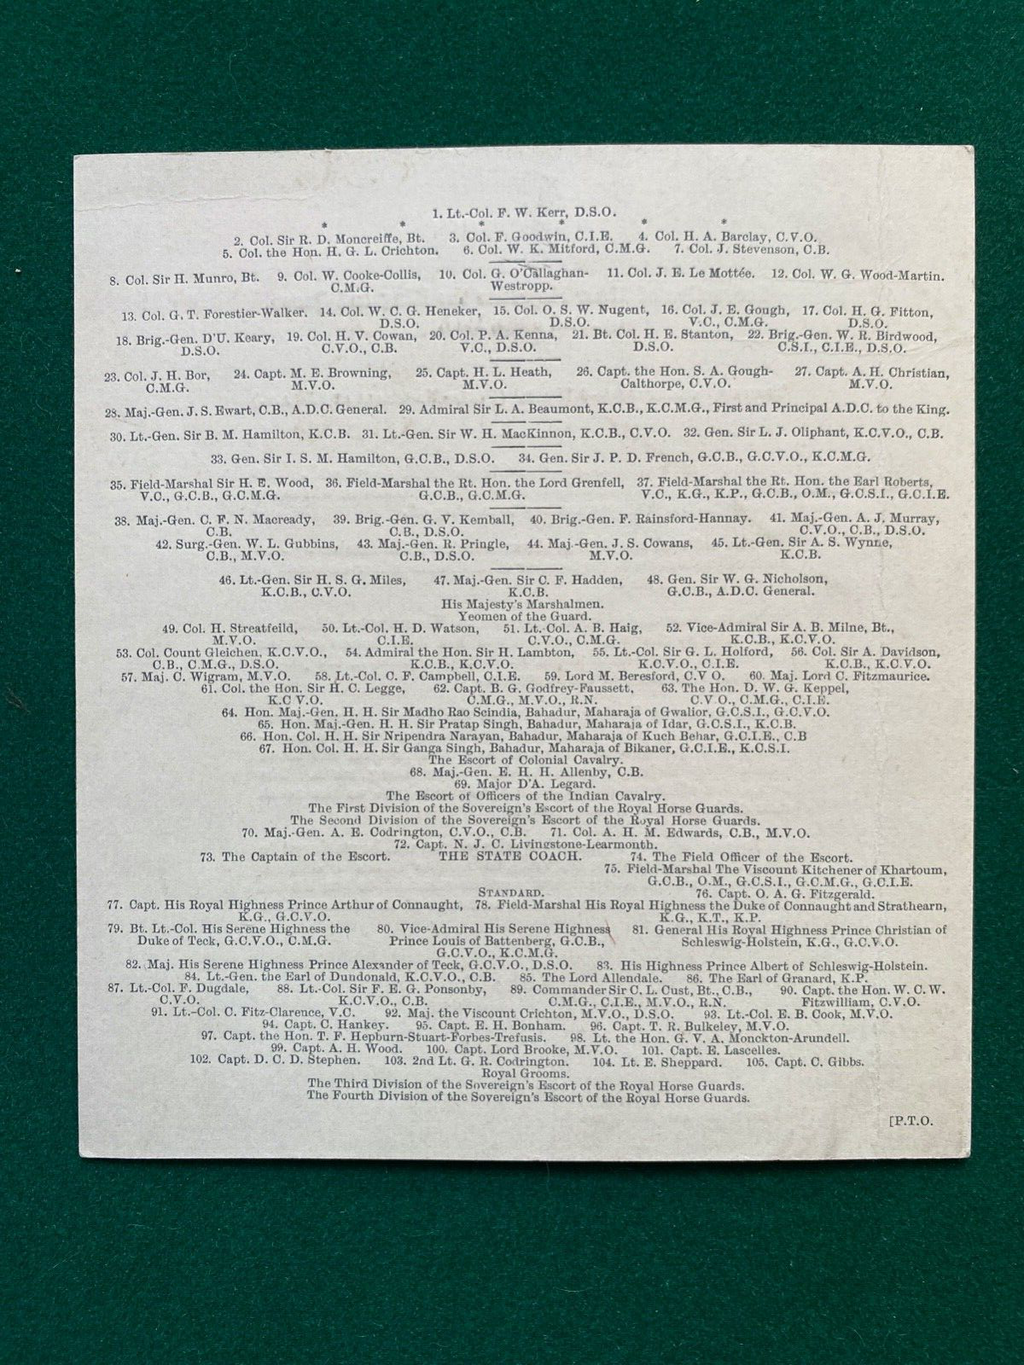 1. Lt.-Col. F. W. Kerr, D.S.O.
* * * * * *
2. Col. Sir R. D. Moncreiffe, Bt. 3. Col. F. Goodwin, C.I.E. 4. Col. H. A. Barclay, C.V.O.
5. Col. the Hon. H. G. L. Crichton. 6. Col. W. K. Mitford, C.M.G. 7. Col. J. Stevenson, C.B.
8. Col. Sir H. Munro, Bt. 9. Col. W. Cooke-Collis, 10. Col. G. O'Callaghan- 11. Col. J. E. Le Mottée. 12. Col. W. G. Wood-Martin.
C.M.G. Westropp.
13. Col. G. T. Forestier-Walker. 14. Col. W. C. G. Heneker, 15. Col. O. S. W. Nugent, 16. Col. J. E. Gough, 17. Col. H. G. Fitton,
D.S.O. D.S.O. V.C., C.M.G. D.S.O.
18. Brig.-Gen. D'U. Keary, 19. Col. H. V. Cowan, 20. Col. P. A. Kenna, 21. Bt. Col. H. E. Stanton, 22. Brig.-Gen. W. R. Birdwood,
D.S.O. C.V.O., C.B. V.C., D.S.O. D.S.O. C.S.I., C.I.E., D.S.O.
23. Col. J. H. Bor, 24. Capt. M. E. Browning, 25. Capt. H. L. Heath, 26. Capt. the Hon. S. A. Gough- 27. Capt. A. H. Christian,
C.M.G. M.V.O. M.V.O. Calthorpe, C.V.O. M.V.O.
28. Maj.-Gen. J. S. Ewart, C.B., A.D.C. General. 29. Admiral Sir L. A. Beaumont, K.C.B., K.C.M.G., First and Principal A.D.C. to the King.
30. Lt.-Gen. Sir B. M. Hamilton, K.C.B. 31. Lt.-Gen. Sir W. H. MacKinnon, K.C.B., C.V.O. 32. Gen. Sir L. J. Oliphant, K.C.V.O., C.B.
33. Gen. Sir I. S. M. Hamilton, G.C.B., D.S.O. 34. Gen. Sir J. P. D. French, G.C.B., G.C.V.O., K.C.M.G.
35. Field-Marshal Sir H. E. Wood, 36. Field-Marshal the Rt. Hon. the Lord Grenfell, 37. Field-Marshal the Rt. Hon. the Earl Roberts,
V.C., G.C.B., G.C.M.G. G.C.B., G.C.M.G. V.C., K.G., K.P., G.C.B., O.M., G.C.S.I., G.C.I.E.
38. Maj.-Gen. C. F. N. Macready, 39. Brig.-Gen. G. V. Kemball, 40. Brig.-Gen. F. Rainsford-Hannay. 41. Maj.-Gen. A. J. Murray,
C.B. C.B., D.S.O. C.V.O., C.B., D.S.O.
42. Surg.-Gen. W. L. Gubbins, 43. Maj.-Gen. R. Pringle, 44. Maj.-Gen. J. S. Cowans, 45. Lt.-Gen. Sir A. S. Wynne,
C.B., M.V.O. C.B., D.S.O. M.V.O. K.C.B.
46. Lt.-Gen. Sir H. S. G. Miles, 47. Maj.-Gen. Sir C. F. Hadden, 48. Gen. Sir W. G. Nicholson,
K.C.B., C.V.O. K.C.B. G.C.B., A.D.C. General.
His Majesty's Marshalmen.
Yeomen of the Guard.
49. Col. H. Streatfeild, 50. Lt.-Col. H. D. Watson, 51. Lt.-Col. A. B. Haig, 52. Vice-Admiral Sir A. B. Milne, Bt.,
M.V.O. C.I.E. C.V.O., C.M.G. K.C.B., K.C.V.O.
53. Col. Count Gleichen, K.C.V.O., 54. Admiral the Hon. Sir H. Lambton, 55. Lt.-Col. Sir G. L. Holford, 56. Col. Sir A. Davidson,
C.B., C.M.G., D.S.O. K.C.B., K.C.V.O. K.C.V.O., C.I.E. K.C.B., K.C.V.O.
57. Maj. C. Wigram, M.V.O. 58. Lt.-Col. C. F. Campbell, C.I.E. 59. Lord M. Beresford, C.V O. 60. Maj. Lord C. Fitzmaurice.
61. Col. the Hon. Sir H. C. Legge, 62. Capt. B. G. Godfrey-Faussett, 63. The Hon. D. W. G. Keppel,
K.C V.O. C.M.G., M.V.O., R.N. C.V O., C.M.G., C.I.E.
64. Hon. Maj.-Gen. H. H. Sir Madho Rao Scindia, Bahadur, Maharaja of Gwalior, G.C.S.I., G.C.V.O.
65. Hon. Maj.-Gen. H. H. Sir Pratap Singh, Bahadur, Maharaja of Idar, G.C.S.I., K.C.B.
66. Hon. Col. H. H. Sir Nripendra Narayan, Bahadur, Maharaja of Kuch Behar, G.C.I.E., C.B
67. Hon. Col. H. H. Sir Ganga Singh, Bahadur, Maharaja of Bikaner, G.C.I.E., K.C.S.I.
The Escort of Colonial Cavalry.
68. Maj.-Gen. E. H. H. Allenby, C.B.
69. Major D'A. Legard.
The Escort of Officers of the Indian Cavalry.
The First Division of the Sovereign's Escort of the Royal Horse Guards.
The Second Division of the Sovereign's Escort of the Royal Horse Guards.
70. Maj.-Gen. A. E. Codrington, C.V.O., C.B. 71. Col. A. H. M. Edwards, C.B., M.V.O.
72. Capt. N. J. C. Livingstone-Learmonth.
73. The Captain of the Escort. THE STATE COACH. 74. The Field Officer of the Escort.
75. Field-Marshal The Viscount Kitchener of Khartoum,
G.C.B., O.M., G.C.S.I., G.C.M.G., G.C.I.E.
STANDARD. 76. Capt. O. A. G. Fitzgerald.
77. Capt. His Royal Highness Prince Arthur of Connaught, 78. Field-Marshal His Royal Highness the Duke of Connaught and Strathearn,
K.G., G.C.V.O. K.G., K.T., K.P.
79. Bt. Lt.-Col. His Serene Highness the 80. Vice-Admiral His Serene Highness 81. General His Royal Highness Prince Christian of
Duke of Teck, G.C.V.O., C.M.G. Prince Louis of Battenberg, G.C.B., Schleswig-Holstein, K.G., G.C.V.O.
G.C.V.O., K.C.M.G.
82. Maj. His Serene Highness Prince Alexander of Teck, G.C.V.O., D.S.O. 83. His Highness Prince Albert of Schleswig-Holstein.
84. Lt.-Gen. the Earl of Dundonald, K.C.V.O., C.B. 85. The Lord Allendale. 86. The Earl of Granard, K.P.
87. Lt.-Col. F. Dugdale, 88. Lt.-Col. Sir F. E. G. Ponsonby, 89. Commander Sir C. L. Cust, Bt., C.B., 90. Capt. the Hon. W. C. W.
C.V.O. K.C.V.O., C.B. C.M.G., C.I.E., M.V.O., R.N. Fitzwilliam, C.V.O.
91. Lt.-Col. C. Fitz-Clarence, V.C. 92. Maj. the Viscount Crichton, M.V.O., D.S.O. 93. Lt.-Col. E. B. Cook, M.V.O.
94. Capt. C. Hankey. 95. Capt. E. H. Bonham. 96. Capt. T. R. Bulkeley, M.V.O.
97. Capt. the Hon. T. F. Hepburn-Stuart-Forbes-Trefusis. 98. Lt. the Hon. G. V. A. Monckton-Arundell.
99. Capt. A. H. Wood. 100. Capt. Lord Brooke, M.V.O. 101. Capt. E. Lascelles.
102. Capt. D. C. D. Stephen. 103. 2nd Lt. G. R. Codrington. 104. Lt. E. Sheppard. 105. Capt. C. Gibbs.
Royal Grooms.
The Third Division of the Sovereign's Escort of the Royal Horse Guards.
The Fourth Division of the Sovereign's Escort of the Royal Horse Guards.
[P.T.O.